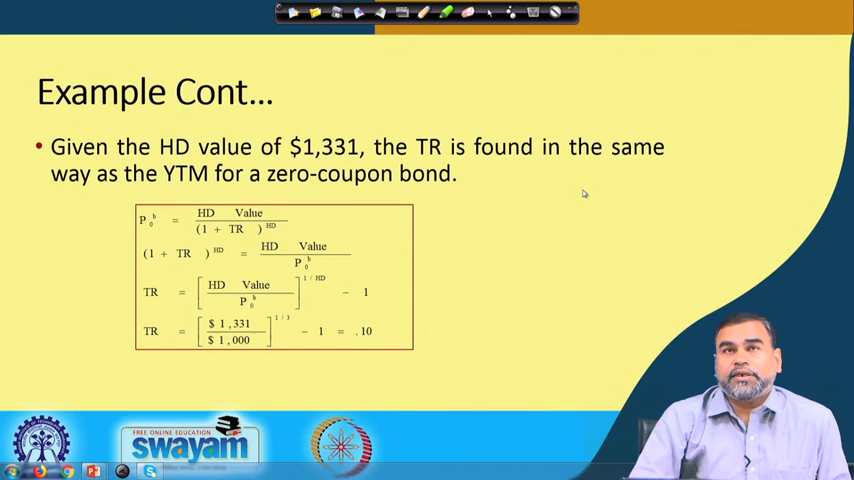 Example Cont...
• Given the HD value of $1,331, the TR is found in the same
way as the YTM for a zero-coupon bond.
P₀ᵇ = HD Value / (1 + TR)^HD
(1 + TR)^HD = HD Value / P₀ᵇ
TR = [HD Value / P₀ᵇ]^1/HD − 1
TR = [$1,331 / $1,000]^1/3 − 1 = .10
FREE ONLINE EDUCATION
swayam